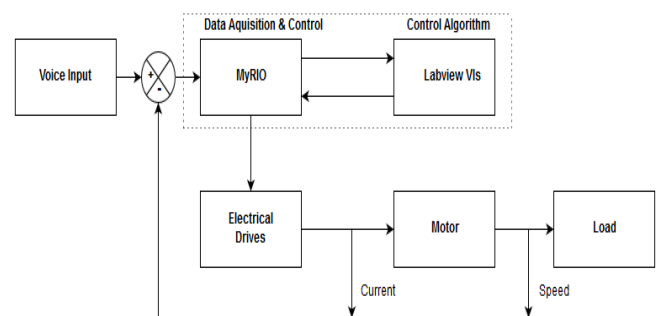 Data Aquisition & Control
Control Algorithm
Voice Input
+
-
MyRIO
Labview VIs
Electrical
Drives
Motor
Load
Current
Speed